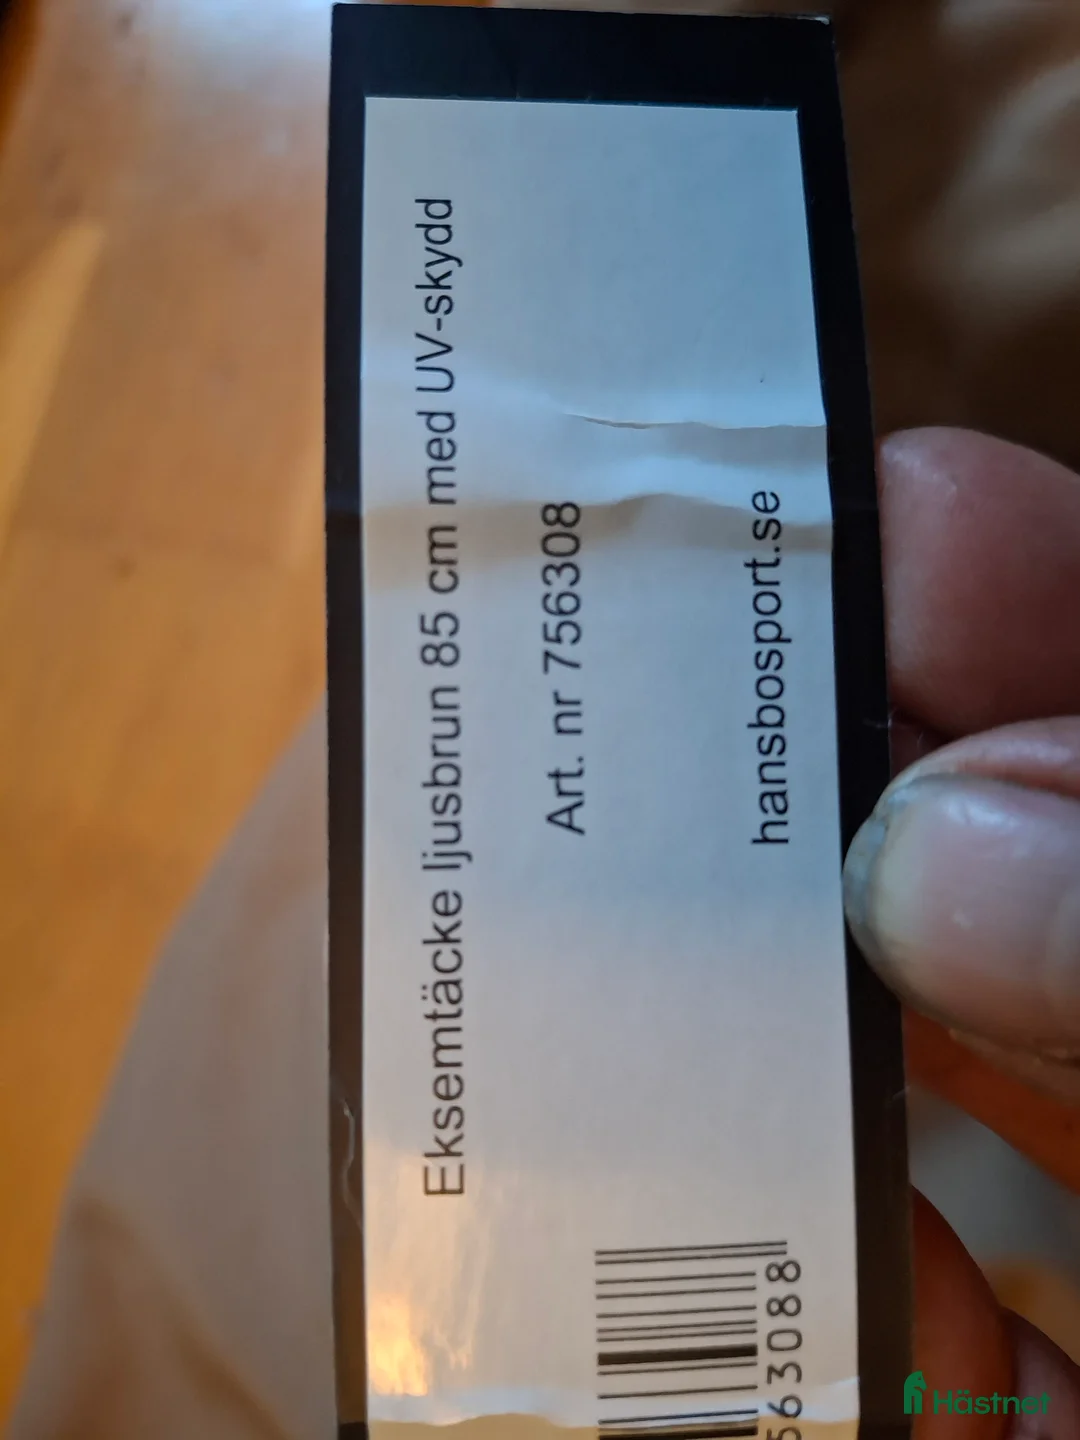 Eksemtäcke ljusbrun 85 cm med UV-skydd
Art. nr 756308
hansbosport.se
563088
Hästnet